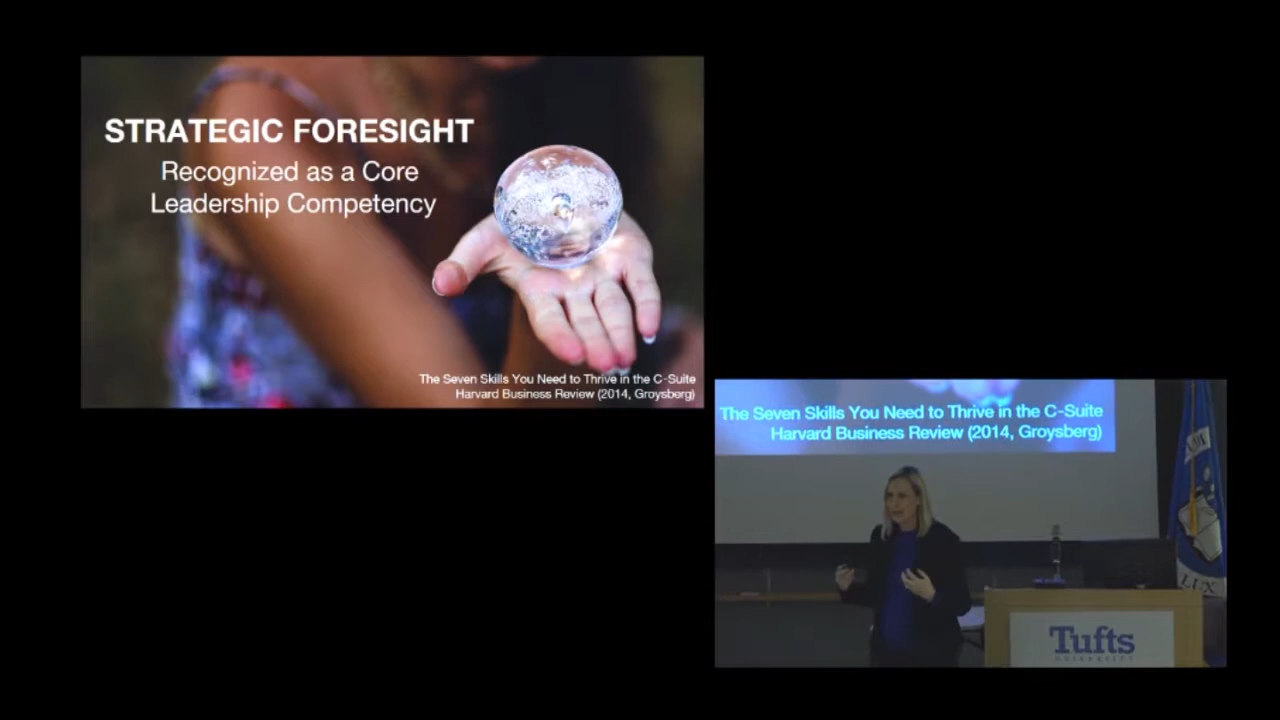 STRATEGIC FORESIGHT
Recognized as a Core
Leadership Competency
The Seven Skills You Need to Thrive in the C-Suite
Harvard Business Review (2014, Groysberg)
The Seven Skills You Need to Thrive in the C-Suite
Harvard Business Review (2014, Groysberg)
LUX
Tufts
UNIVERSITY